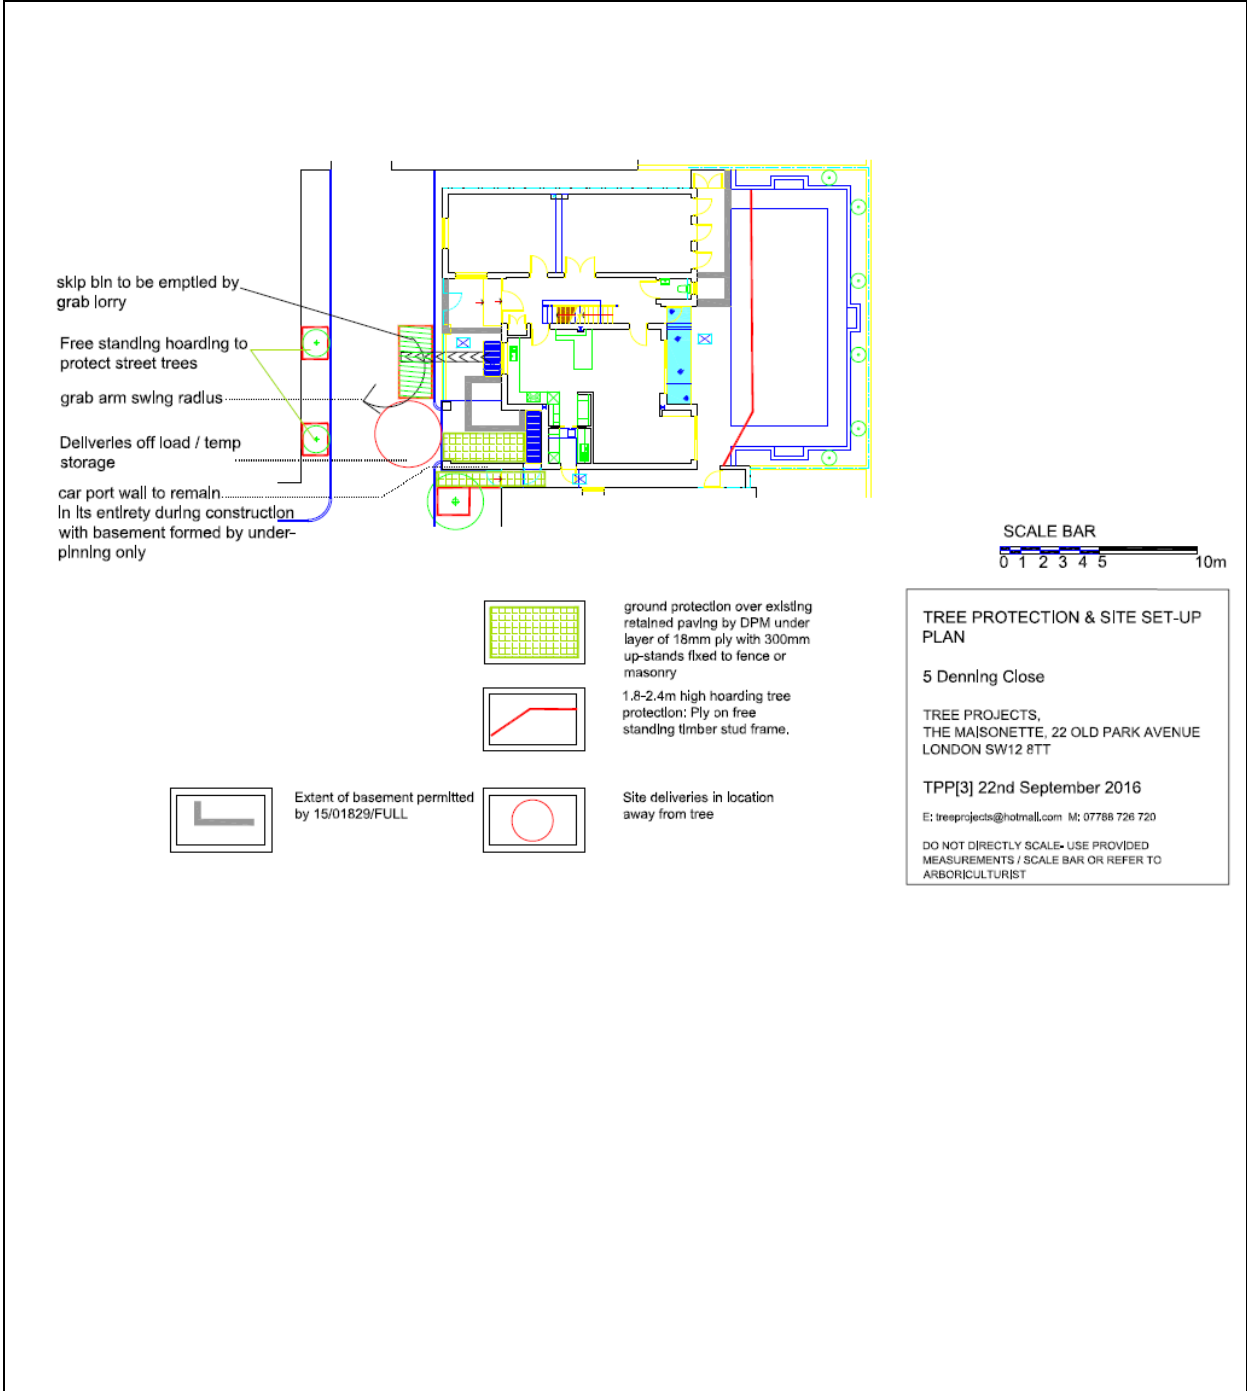 skip bin to be emptied by
grab lorry
Free standing hoarding to
protect street trees
grab arm swing radius
Deliveries off load / temp
storage
car port wall to remain
in its entirety during construction
with basement formed by under-
pinning only
SCALE BAR
0 1 2 3 4 5 10m
ground protection over existing
retained paving by DPM under
layer of 18mm ply with 300mm
up-stands fixed to fence or
masonry
1.8-2.4m high hoarding tree
protection: Ply on free
standing timber stud frame.
Extent of basement permitted
by 15/01829/FULL
Site deliveries in location
away from tree
TREE PROTECTION & SITE SET-UP
PLAN
5 Denning Close
TREE PROJECTS,
THE MAISONETTE, 22 OLD PARK AVENUE
LONDON SW12 8TT
TPP[3] 22nd September 2016
E: treeprojects@hotmail.com M: 07788 726 720
DO NOT DIRECTLY SCALE- USE PROVIDED
MEASUREMENTS / SCALE BAR OR REFER TO
ARBORICULTURIST